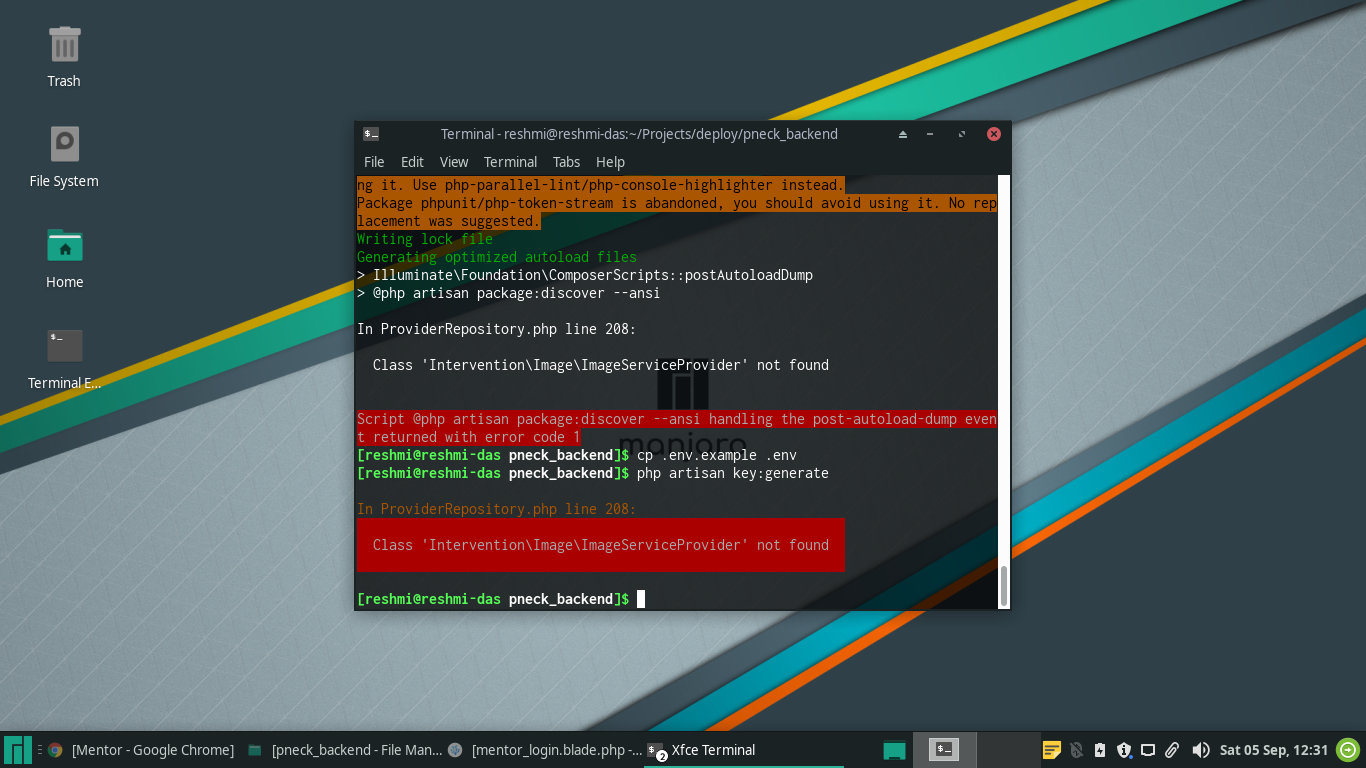 Trash
File System
Home
Terminal E...
Terminal - reshmi@reshmi-das:~/Projects/deploy/pneck_backend
File Edit View Terminal Tabs Help
ng it. Use php-parallel-lint/php-console-highlighter instead.
Package phpunit/php-token-stream is abandoned, you should avoid using it. No rep
lacement was suggested.
Writing lock file
Generating optimized autoload files
> Illuminate\Foundation\ComposerScripts::postAutoloadDump
> @php artisan package:discover --ansi
In ProviderRepository.php line 208:
Class 'Intervention\Image\ImageServiceProvider' not found
Script @php artisan package:discover --ansi handling the post-autoload-dump even
t returned with error code 1
manjaro
[reshmi@reshmi-das pneck_backend]$ cp .env.example .env
[reshmi@reshmi-das pneck_backend]$ php artisan key:generate
In ProviderRepository.php line 208:
Class 'Intervention\Image\ImageServiceProvider' not found
[reshmi@reshmi-das pneck_backend]$
[Mentor - Google Chrome] [pneck_backend - File Man... [mentor_login.blade.php -... 2 Xfce Terminal Sat 05 Sep, 12:31